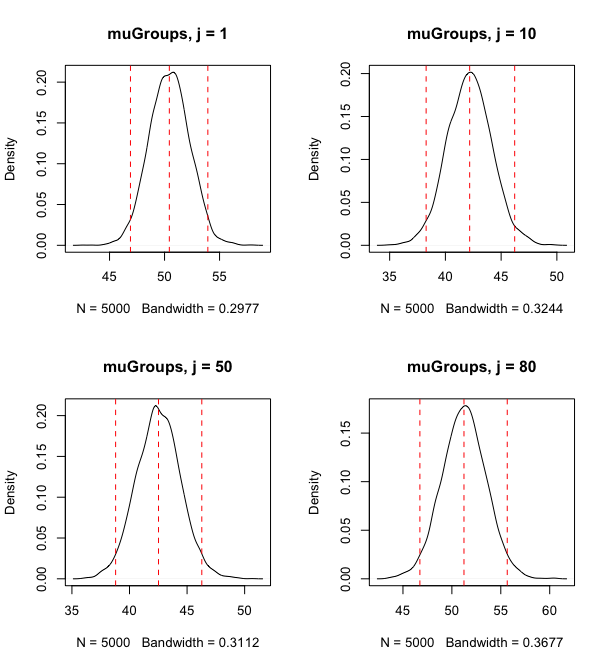 muGroups, j = 1
Density
0.00 0.05 0.10 0.15 0.20
45 50 55
N = 5000 Bandwidth = 0.2977
muGroups, j = 10
Density
0.00 0.05 0.10 0.15 0.20
35 40 45 50
N = 5000 Bandwidth = 0.3244
muGroups, j = 50
Density
0.00 0.05 0.10 0.15 0.20
35 40 45 50
N = 5000 Bandwidth = 0.3112
muGroups, j = 80
Density
0.00 0.05 0.10 0.15
45 50 55 60
N = 5000 Bandwidth = 0.3677